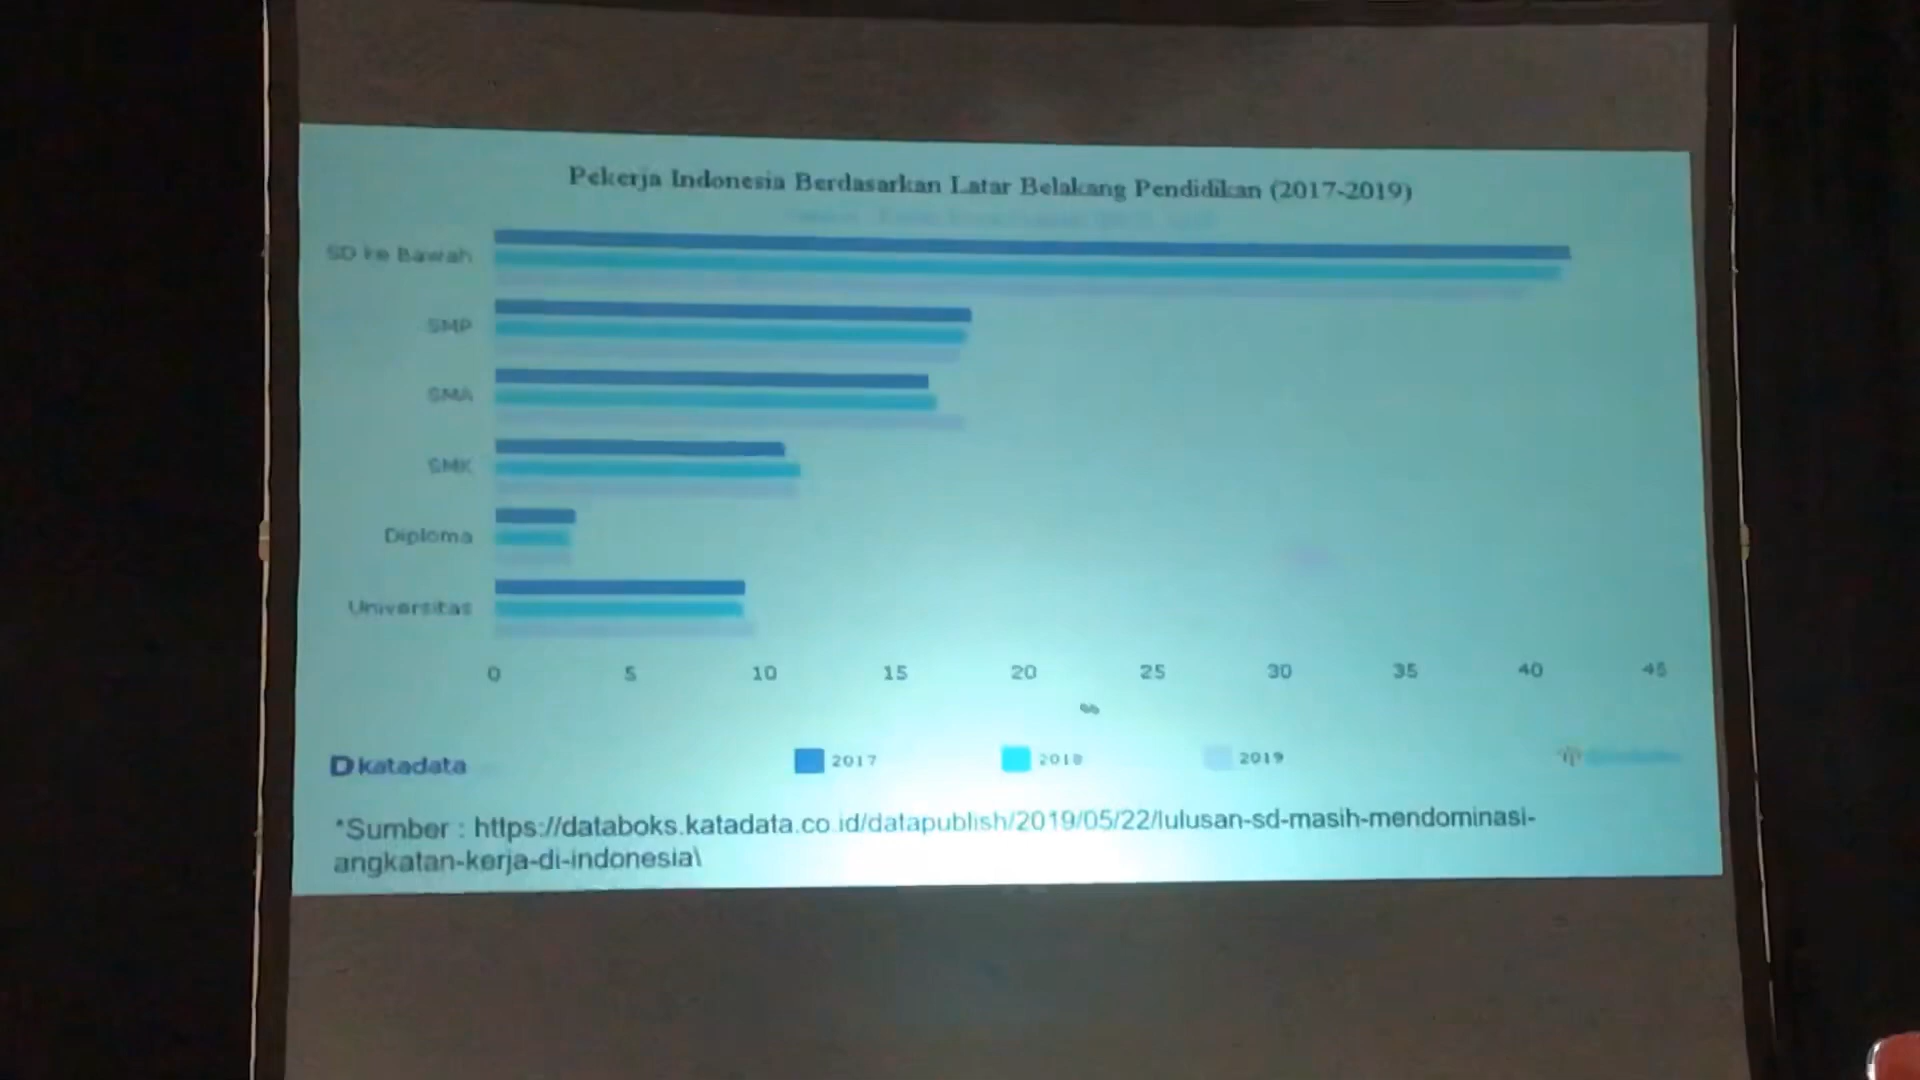 Pekerja Indonesia Berdasarkan Latar Belakang Pendidikan (2017-2019)
SD ke Bawah
SMP
SMA
SMK
Diploma
Universitas
0 5 10 15 20 25 30 35 40 45
%
katadata
2017 2018 2019
*Sumber : https://databoks.katadata.co.id/datapublish/2019/05/22/lulusan-sd-masih-mendominasi-
angkatan-kerja-di-indonesia\